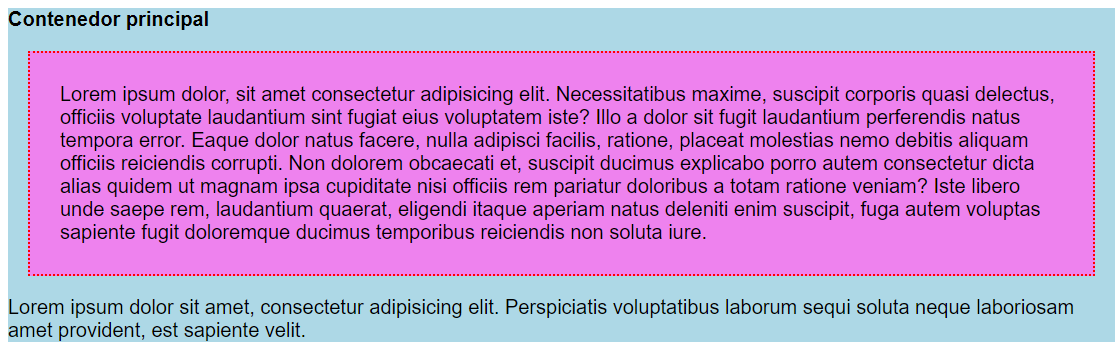 Contenedor principal
Lorem ipsum dolor, sit amet consectetur adipisicing elit. Necessitatibus maxime, suscipit corporis quasi delectus,
officiis voluptate laudantium sint fugiat eius voluptatem iste? Illo a dolor sit fugit laudantium perferendis natus
tempora error. Eaque dolor natus facere, nulla adipisci facilis, ratione, placeat molestias nemo debitis aliquam
officiis reiciendis corrupti. Non dolorem obcaecati et, suscipit ducimus explicabo porro autem consectetur dicta
alias quidem ut magnam ipsa cupiditate nisi officiis rem pariatur doloribus a totam ratione veniam? Iste libero
unde saepe rem, laudantium quaerat, eligendi itaque aperiam natus deleniti enim suscipit, fuga autem voluptas
sapiente fugit doloremque ducimus temporibus reiciendis non soluta iure.
Lorem ipsum dolor sit amet, consectetur adipisicing elit. Perspiciatis voluptatibus laborum sequi soluta neque laboriosam
amet provident, est sapiente velit.